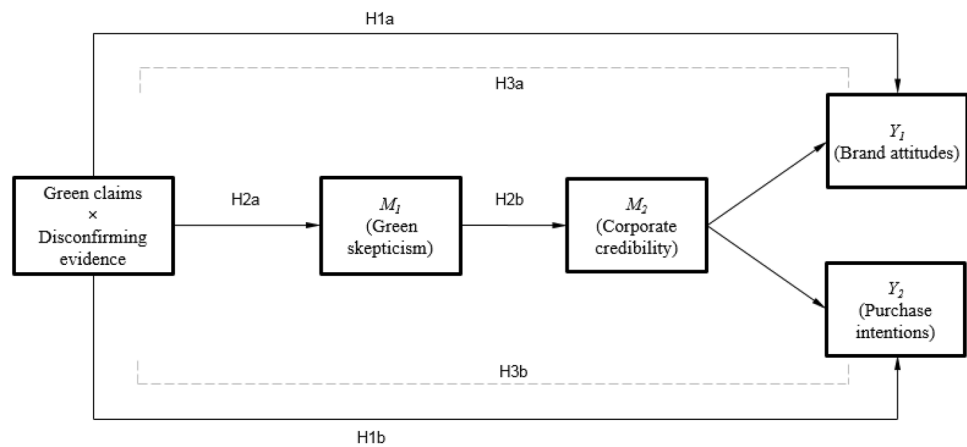 H1a
H3a
Y1
(Brand attitudes)
Green claims
×
Disconfirming
evidence
H2a
M1
(Green
skepticism)
H2b
M2
(Corporate
credibility)
Y2
(Purchase
intentions)
H3b
H1b